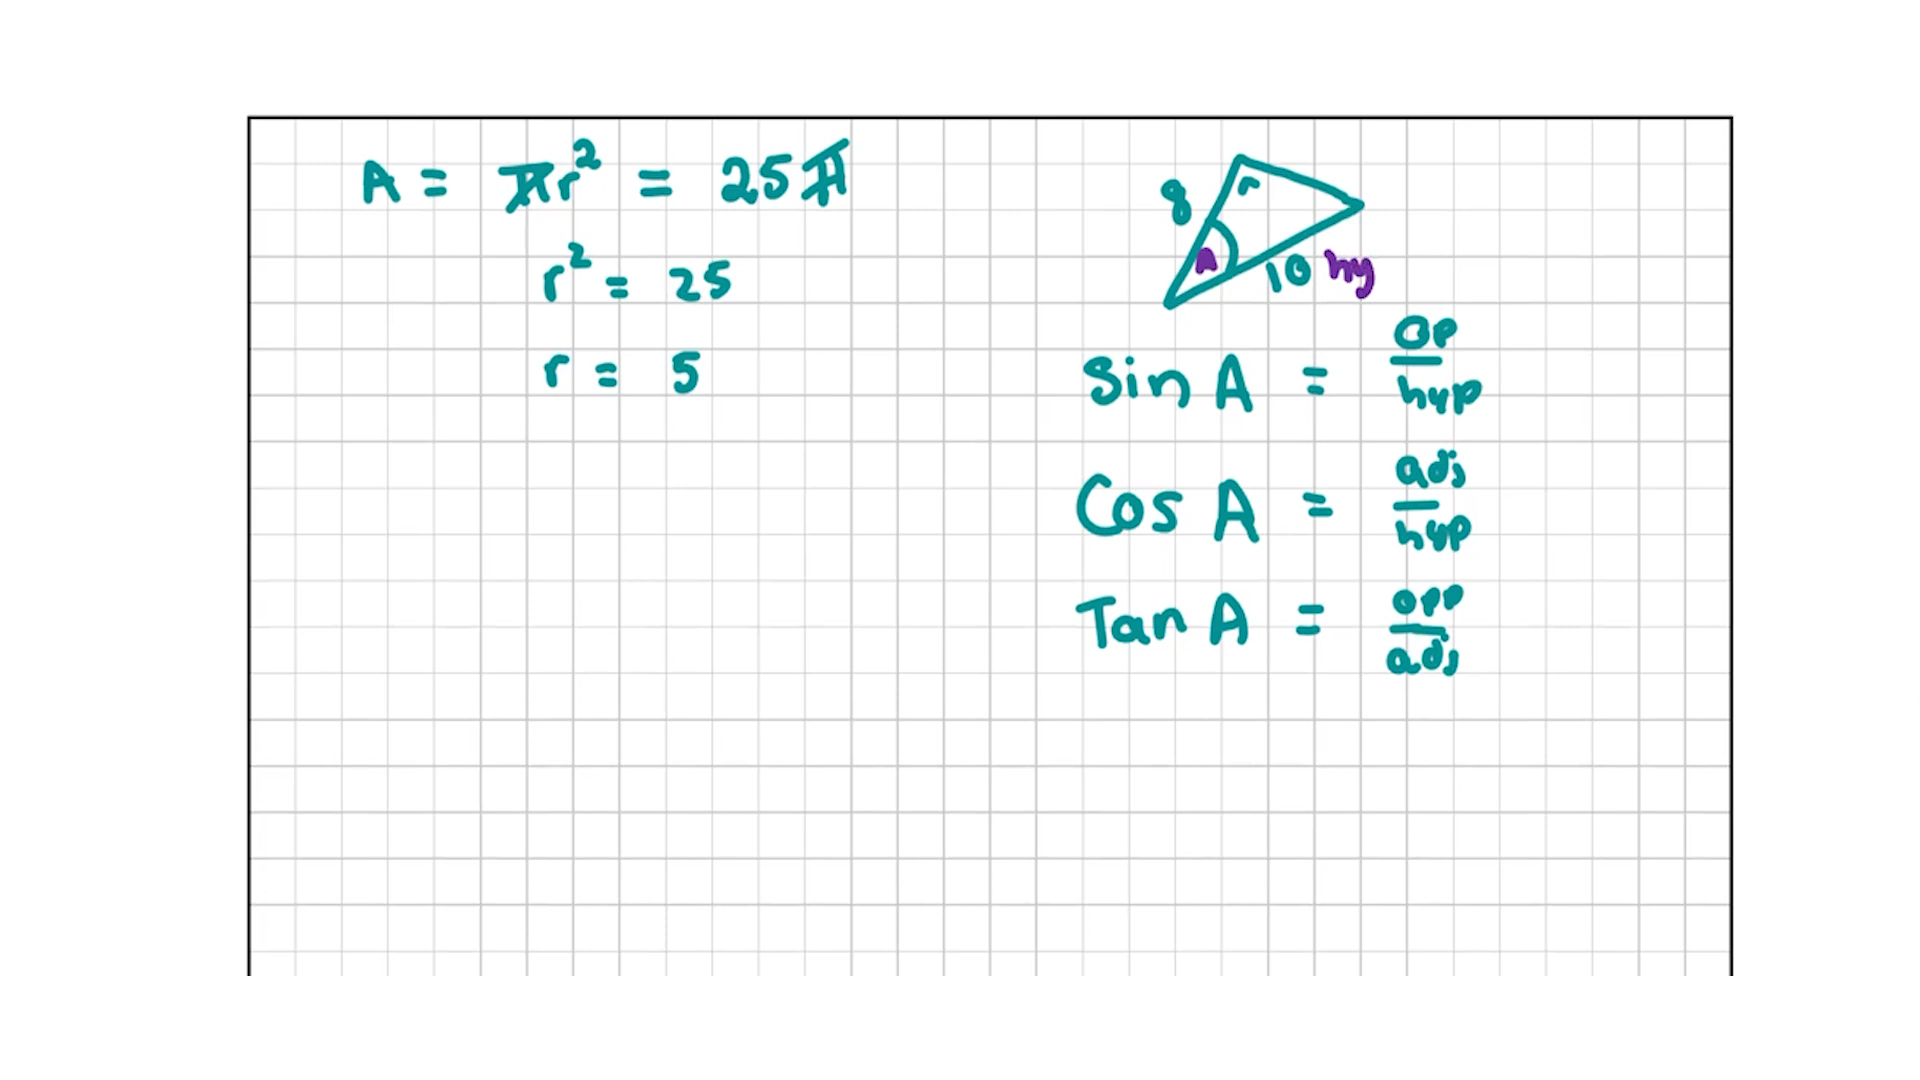 A = πr² = 25π
r² = 25
r = 5
8
A
10 hy
Sin A = op/hyp
Cos A = adj/hyp
Tan A = opp/adj